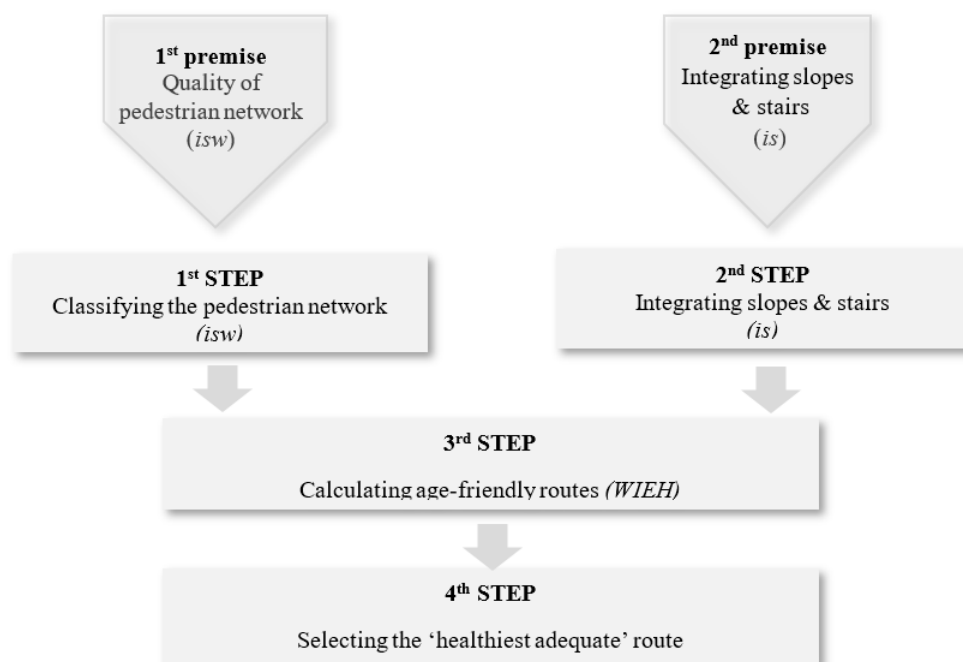 1st premise
Quality of
pedestrian network
(isw)
2nd premise
Integrating slopes
& stairs
(is)
1st STEP
Classifying the pedestrian network
(isw)
2nd STEP
Integrating slopes & stairs
(is)
3rd STEP
Calculating age-friendly routes (WIEH)
4th STEP
Selecting the ‘healthiest adequate’ route